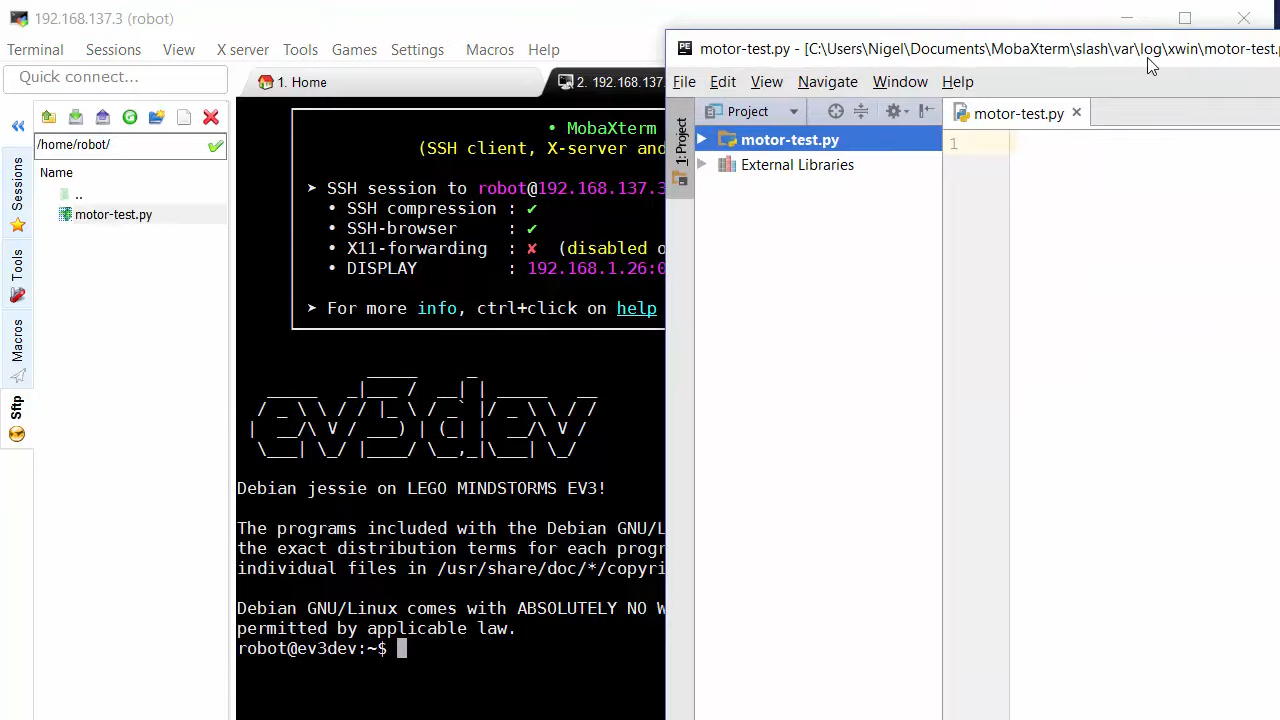 192.168.137.3 (robot)
Terminal Sessions View X server Tools Games Settings Macros Help
Quick connect...
1. Home
2. 192.168.137.
/home/robot/
Name
..
motor-test.py
Sessions
Tools
Macros
Sftp
• MobaXterm
(SSH client, X-server and
➤ SSH session to robot@192.168.137.3
• SSH compression : ✔
• SSH-browser : ✔
• X11-forwarding : ✘ (disabled o
• DISPLAY : 192.168.1.26:0
➤ For more info, ctrl+click on help
ev3dev
Debian jessie on LEGO MINDSTORMS EV3!
The programs included with the Debian GNU/L
the exact distribution terms for each progr
individual files in /usr/share/doc/*/copyri
Debian GNU/Linux comes with ABSOLUTELY NO W
permitted by applicable law.
robot@ev3dev:~$
PE
motor-test.py - [C:\Users\Nigel\Documents\MobaXterm\slash\var\log\xwin\motor-test.p
File Edit View Navigate Window Help
1: Project
Project
motor-test.py
motor-test.py
External Libraries
1